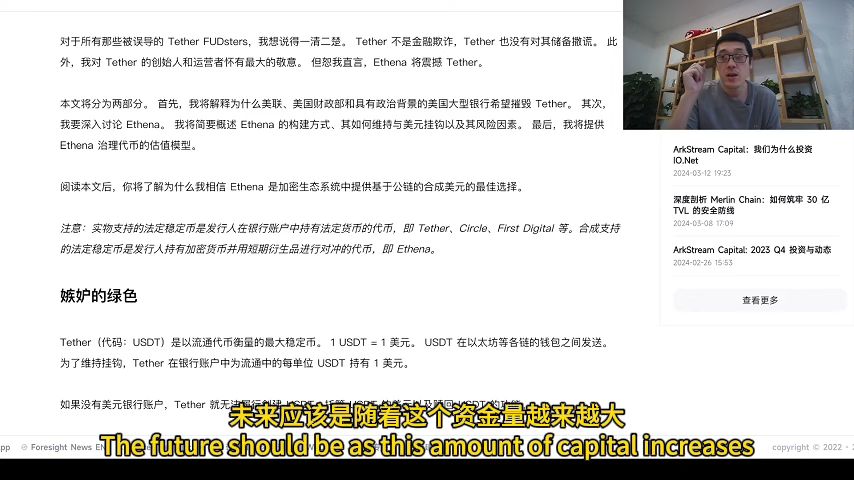 对于所有那些被误导的 Tether FUDsters，我想说得一清二楚。 Tether 不是金融欺诈，Tether 也没有对其储备撒谎。 此
外，我对 Tether 的创始人和运营者怀有最大的敬意。 但恕我直言，Ethena 将震撼 Tether。
本文将分为两部分。 首先，我将解释为什么美联、美国财政部和具有政治背景的美国大型银行希望摧毁 Tether。 其次，
我要深入讨论 Ethena。 我将简要概述 Ethena 的构建方式、其如何维持与美元挂钩以及其风险因素。 最后，我将提供
Ethena 治理代币的估值模型。
阅读本文后，你将了解为什么我相信 Ethena 是加密生态系统中提供基于公链的合成美元的最佳选择。
注意：实物支持的法定稳定币是发行人在银行账户中持有法定货币的代币，即 Tether、Circle、First Digital 等。合成支持
的法定稳定币是发行人持有加密货币并用短期衍生品进行对冲的代币，即 Ethena。
嫉妒的绿色
Tether（代码：USDT）是以流通代币衡量的最大稳定币。 1 USDT = 1 美元。 USDT 在以太坊等各链的钱包之间发送。
为了维持挂钩，Tether 在银行账户中为流通中的每单位 USDT 持有 1 美元。
如果没有美元银行账户，Tether 就无法
ArkStream Capital：我们为什么投资
IO.Net
2024-03-12 19:23
深度剖析 Merlin Chain：如何筑牢 30 亿
TVL 的安全防线
2024-03-08 17:09
ArkStream Capital: 2023 Q4 投资与动态
2024-02-26 15:53
查看更多
未来应该是随着这个资金量越来越大
The future should be as this amount of capital increases
pp Foresight News EN
copyright © 2022 -